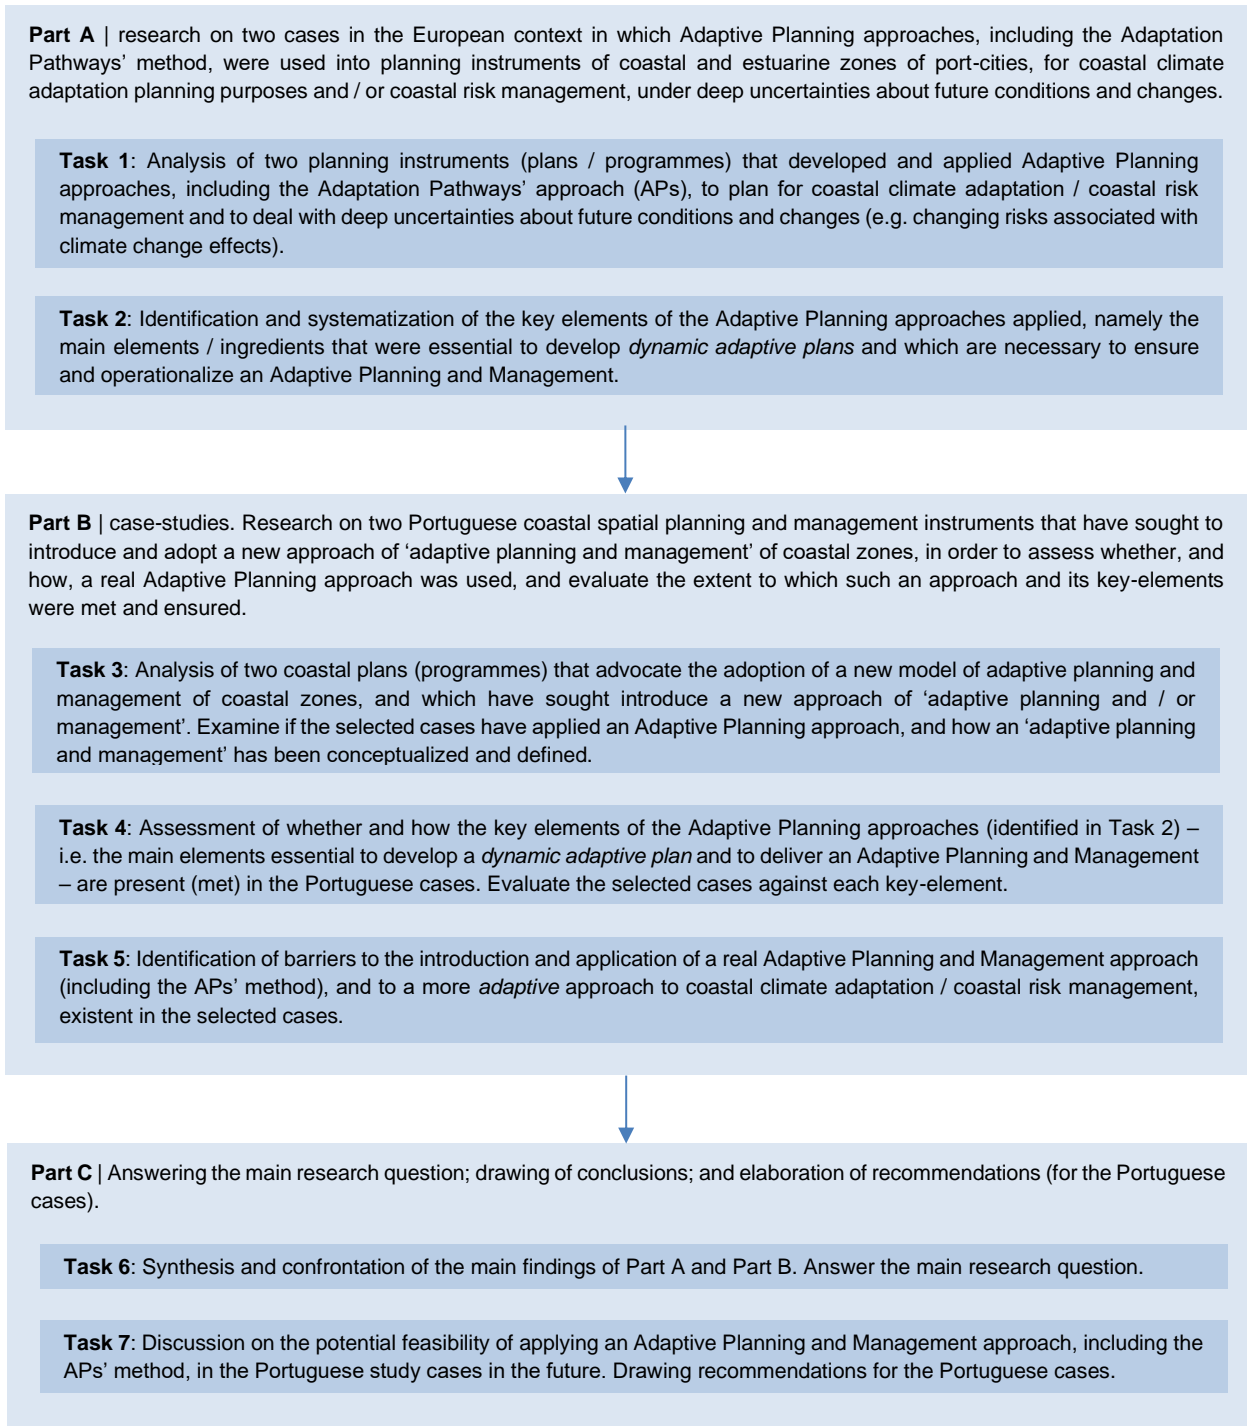 Part A | research on two cases in the European context in which Adaptive Planning approaches, including the Adaptation
Pathways’ method, were used into planning instruments of coastal and estuarine zones of port-cities, for coastal climate
adaptation planning purposes and / or coastal risk management, under deep uncertainties about future conditions and changes.
Task 1: Analysis of two planning instruments (plans / programmes) that developed and applied Adaptive Planning
approaches, including the Adaptation Pathways’ approach (APs), to plan for coastal climate adaptation / coastal risk
management and to deal with deep uncertainties about future conditions and changes (e.g. changing risks associated with
climate change effects).
Task 2: Identification and systematization of the key elements of the Adaptive Planning approaches applied, namely the
main elements / ingredients that were essential to develop dynamic adaptive plans and which are necessary to ensure
and operationalize an Adaptive Planning and Management.
Part B | case-studies. Research on two Portuguese coastal spatial planning and management instruments that have sought to
introduce and adopt a new approach of ‘adaptive planning and management’ of coastal zones, in order to assess whether, and
how, a real Adaptive Planning approach was used, and evaluate the extent to which such an approach and its key-elements
were met and ensured.
Task 3: Analysis of two coastal plans (programmes) that advocate the adoption of a new model of adaptive planning and
management of coastal zones, and which have sought introduce a new approach of ‘adaptive planning and / or
management’. Examine if the selected cases have applied an Adaptive Planning approach, and how an ‘adaptive planning
and management’ has been conceptualized and defined.
Task 4: Assessment of whether and how the key elements of the Adaptive Planning approaches (identified in Task 2) –
i.e. the main elements essential to develop a dynamic adaptive plan and to deliver an Adaptive Planning and Management
– are present (met) in the Portuguese cases. Evaluate the selected cases against each key-element.
Task 5: Identification of barriers to the introduction and application of a real Adaptive Planning and Management approach
(including the APs’ method), and to a more adaptive approach to coastal climate adaptation / coastal risk management,
existent in the selected cases.
Part C | Answering the main research question; drawing of conclusions; and elaboration of recommendations (for the Portuguese
cases).
Task 6: Synthesis and confrontation of the main findings of Part A and Part B. Answer the main research question.
Task 7: Discussion on the potential feasibility of applying an Adaptive Planning and Management approach, including the
APs’ method, in the Portuguese study cases in the future. Drawing recommendations for the Portuguese cases.